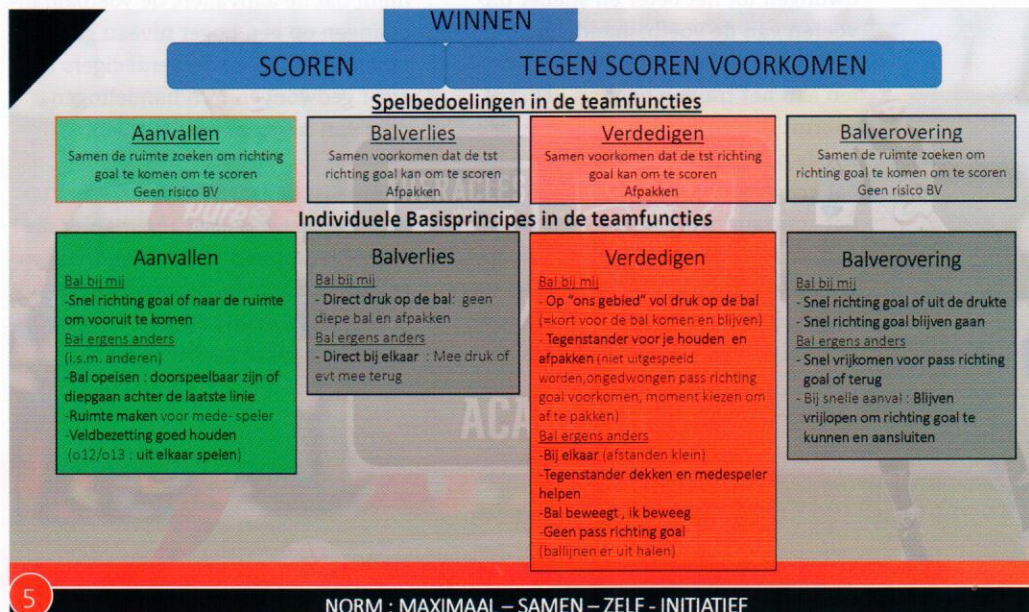 WINNEN
SCOREN
TEGEN SCOREN VOORKOMEN
Spelbedoelingen in de teamfuncties
Aanvallen
Samen de ruimte zoeken om richting
goal te komen om te scoren
Geen risico BV
Balverlies
Samen voorkomen dat de tst
richting goal kan om te scoren
Afpakken
Verdedigen
Samen voorkomen dat de tst richting
goal kan om te scoren
Afpakken
Balverovering
Samen de ruimte zoeken om
richting goal te komen om te scoren
Geen risico BV
Individuele Basisprincipes in de teamfuncties
Aanvallen
Bal bij mij
-Snel richting goal of naar de ruimte
om vooruit te komen
Bal ergens anders
(i.s.m. anderen)
-Bal opeisen : doorspeelbaar zijn of
diepgaan achter de laatste linie
-Ruimte maken voor mede- speler
-Veldbezetting goed houden
(o12/o13 : uit elkaar spelen)
Balverlies
Bal bij mij
- Direct druk op de bal: geen
diepe bal en afpakken
Bal ergens anders
- Direct bij elkaar : Mee druk of
evt mee terug
Verdedigen
Bal bij mij
- Op "ons gebied" vol druk op de bal
(=kort voor de bal komen en blijven)
- Tegenstander voor je houden en
afpakken (niet uitgespeeld
worden,ongedwongen pass richting
goal voorkomen, moment kiezen om
af te pakken)
Bal ergens anders
-Bij elkaar (afstanden klein)
-Tegenstander dekken en medespeler
helpen
-Bal beweegt , ik beweeg
-Geen pass richting goal
(ballijnen er uit halen)
Balverovering
Bal bij mij
- Snel richting goal of uit de drukte
- Snel richting goal blijven gaan
Bal ergens anders
- Snel vrijkomen voor pass richting
goal of terug
- Bij snelle aanval : Blijven
vrijlopen om richting goal te
kunnen en aansluiten
ACA
5
NORM : MAXIMAAL – SAMEN – ZELF - INITIATIEF